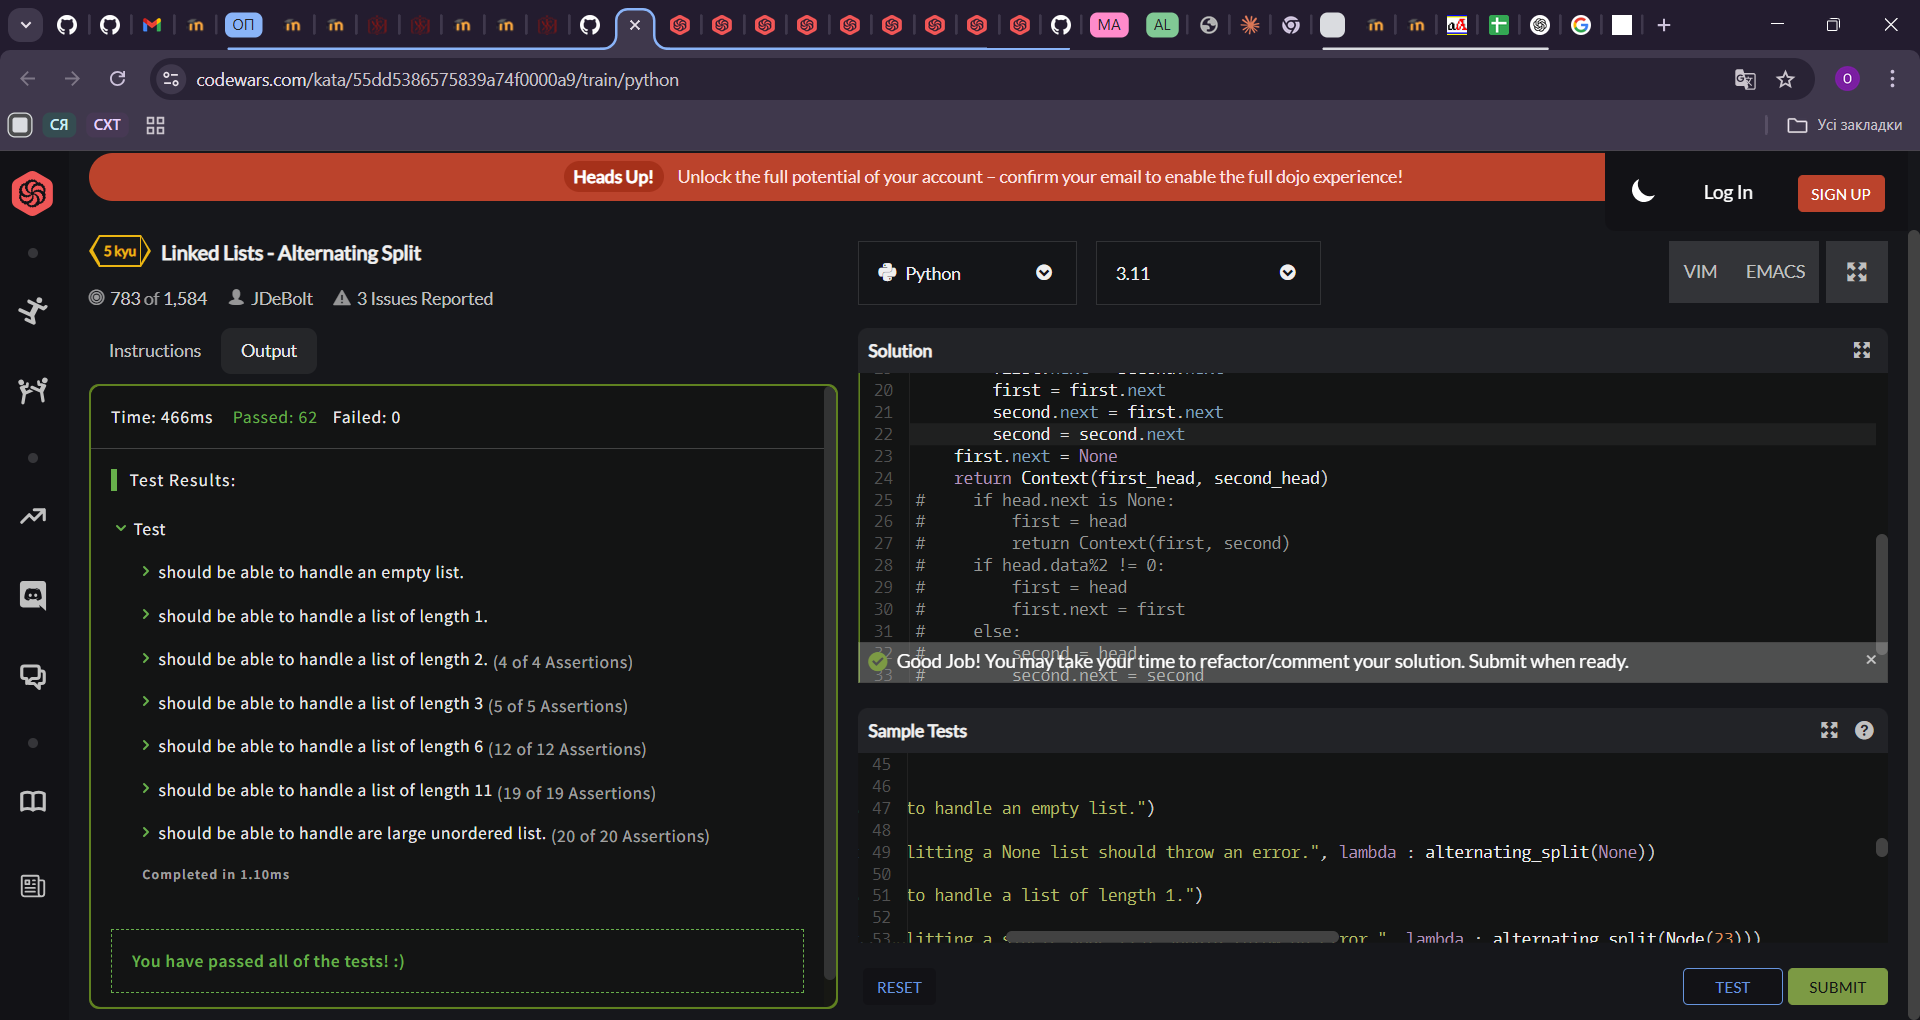 ОП
MA
AL
codewars.com/kata/55dd5386575839a74f0000a9/train/python
O
СЯ
СХТ
Усі закладки
Heads Up! Unlock the full potential of your account – confirm your email to enable the full dojo experience!
Log In
SIGN UP
5 kyu
Linked Lists - Alternating Split
783 of 1,584
JDeBolt
3 Issues Reported
Python
3.11
VIM
EMACS
Instructions
Output
Time: 466ms Passed: 62 Failed: 0
Test Results:
Test
should be able to handle an empty list.
should be able to handle a list of length 1.
should be able to handle a list of length 2. (4 of 4 Assertions)
should be able to handle a list of length 3 (5 of 5 Assertions)
should be able to handle a list of length 6 (12 of 12 Assertions)
should be able to handle a list of length 11 (19 of 19 Assertions)
should be able to handle are large unordered list. (20 of 20 Assertions)
Completed in 1.10ms
You have passed all of the tests! :)
Solution
20 first = first.next
21 second.next = first.next
22 second = second.next
23 first.next = None
24 return Context(first_head, second_head)
25 # if head.next is None:
26 # first = head
27 # return Context(first, second)
28 # if head.data%2 != 0:
29 # first = head
30 # first.next = first
31 # else:
32 # second = head
Good Job! You may take your time to refactor/comment your solution. Submit when ready.
33 # second.next = second
Sample Tests
45
46
47 to handle an empty list.")
48
49 litting a None list should throw an error.", lambda : alternating_split(None))
50
51 to handle a list of length 1.")
52
53 litting a s ror.", lambda : alternating_split(Node(23)))
RESET
TEST
SUBMIT